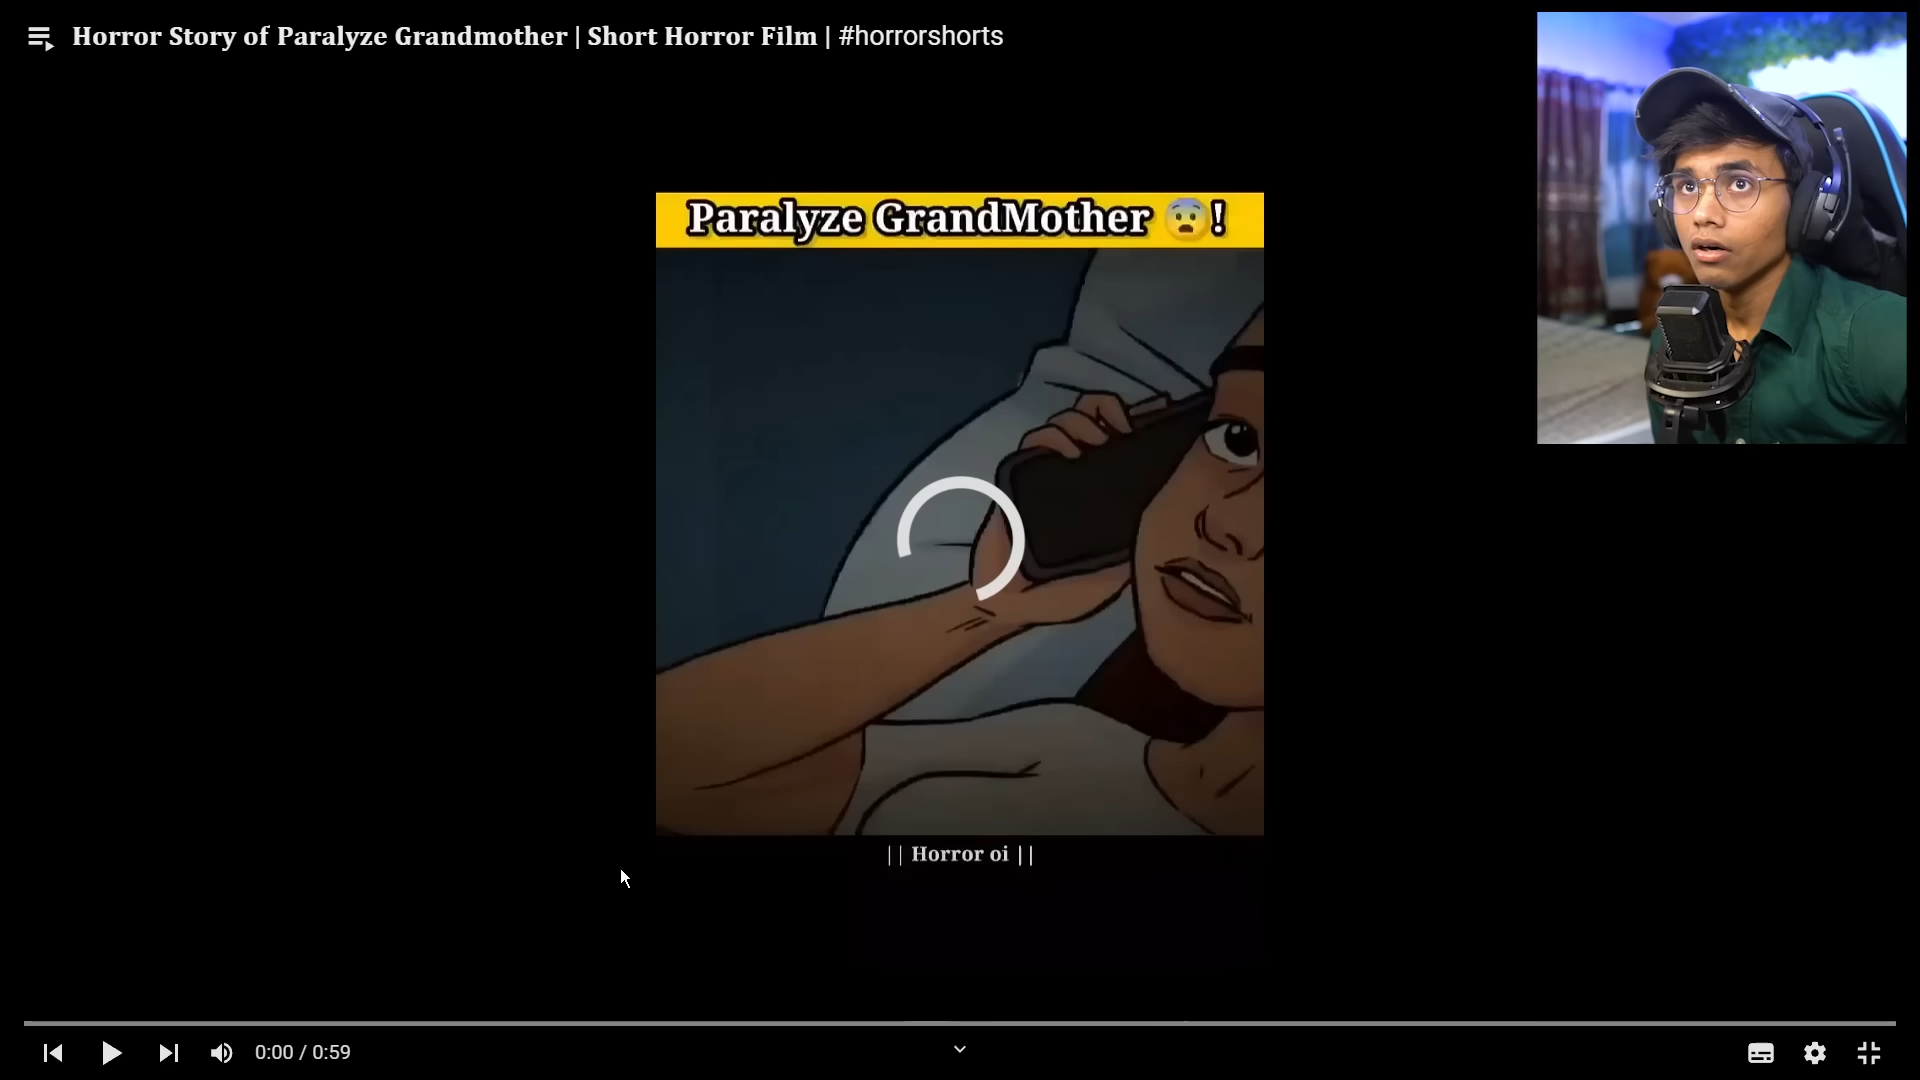 Horror Story of Paralyze Grandmother | Short Horror Film | #horrorshorts
Paralyze GrandMother 😨!
|| Horror oi ||
0:00 / 0:59